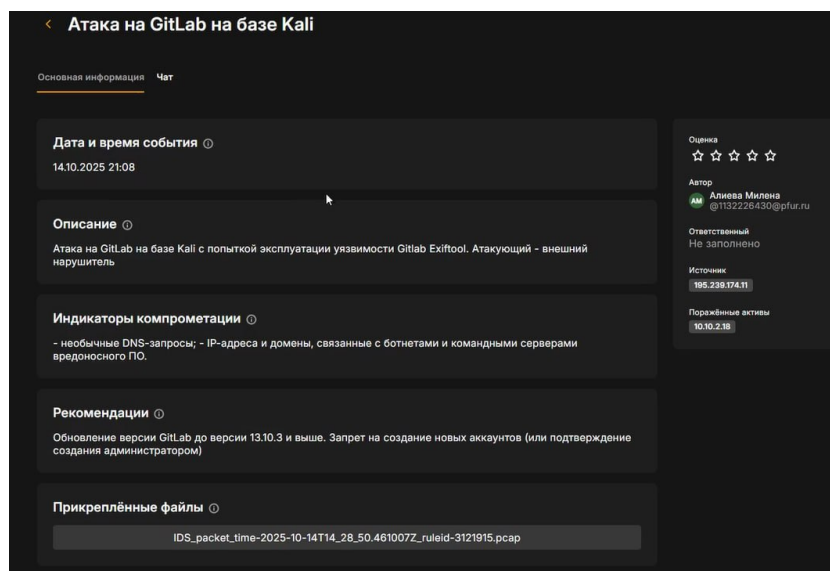 Атака на GitLab на базе Kali
Основная информация Чат
Дата и время события
14.10.2025 21:08
Описание
Атака на GitLab на базе Kali с попыткой эксплуатации уязвимости Gitlab Exiftool. Атакующий - внешний
нарушитель
Индикаторы компрометации
- необычные DNS-запросы; - IP-адреса и домены, связанные с ботнетами и командными серверами
вредоносного ПО.
Рекомендации
Обновление версии GitLab до версии 13.10.3 и выше. Запрет на создание новых аккаунтов (или подтверждение
создания администратором)
Прикреплённые файлы
IDS_packet_time-2025-10-14T14_28_50.461007Z_ruleid-3121915.pcap
Оценка
Автор
АМ Алиева Милена
@1132226430@pfur.ru
Ответственный
Не заполнено
Источник
195.239.174.11
Поражённые активы
10.10.2.18